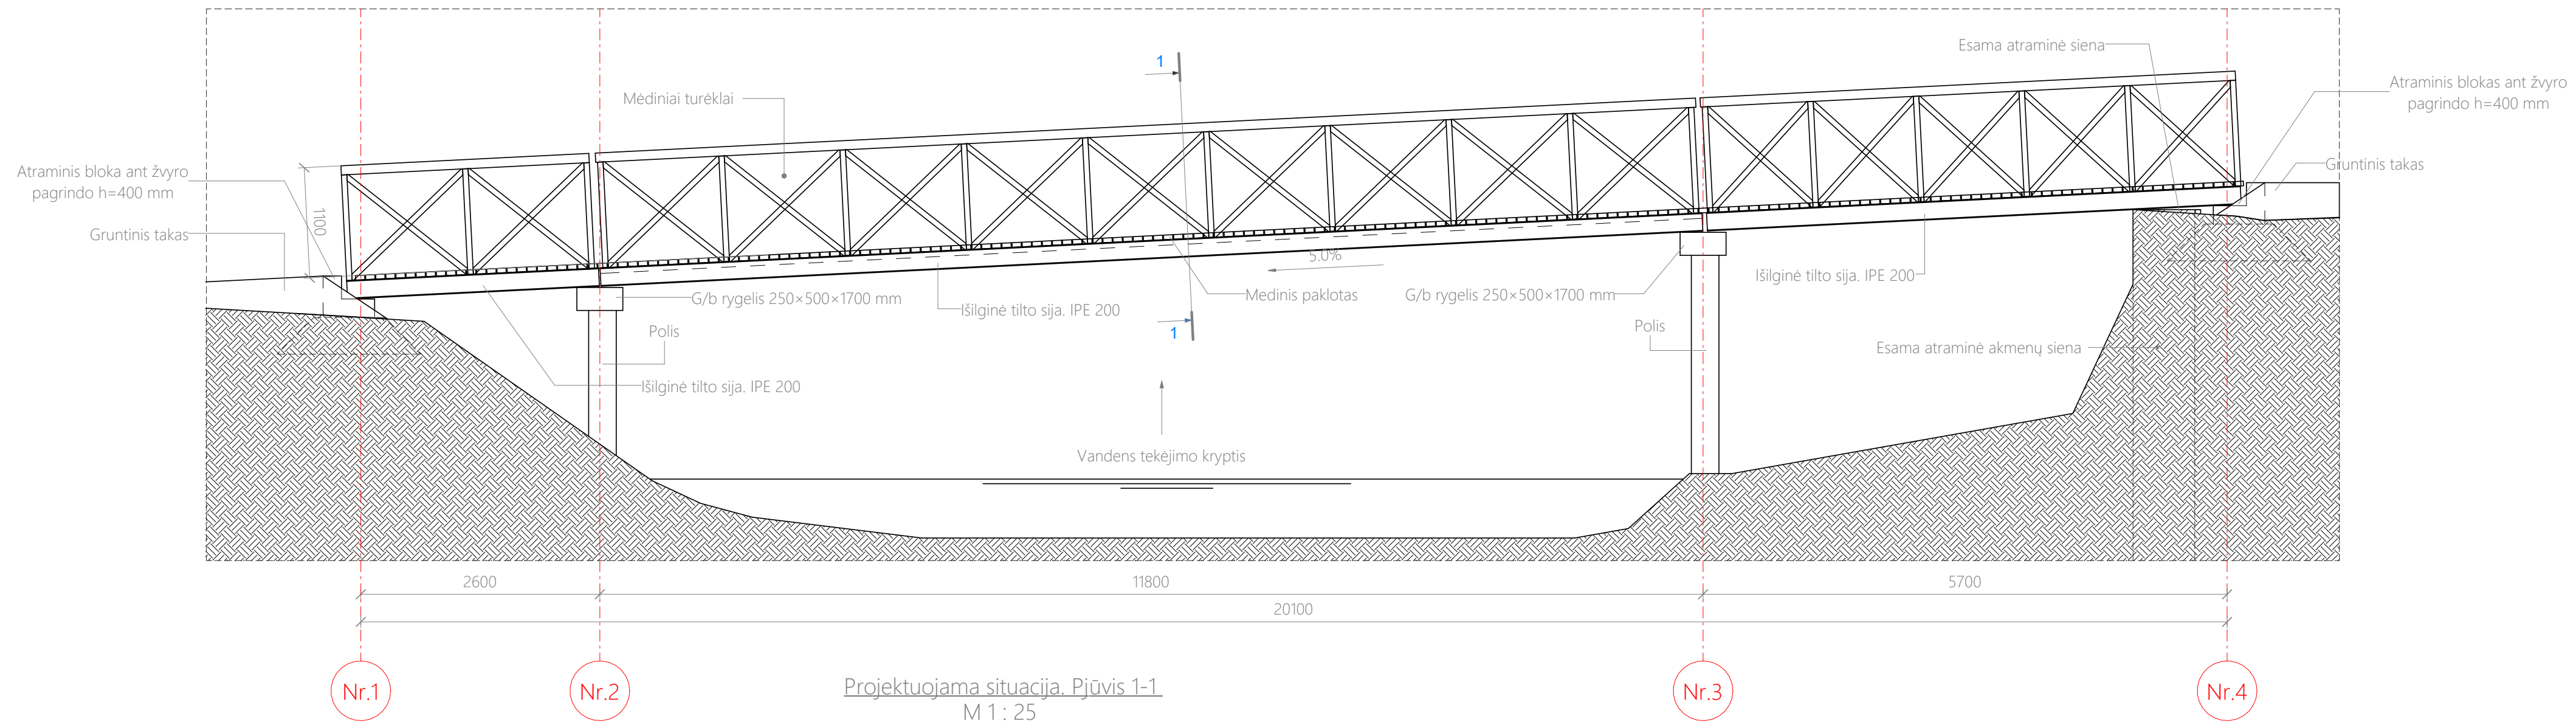 Esama atraminė siena
1
Atraminis blokas ant žvyro
pagrindo h=400 mm
Mėdiniai turėklai
Gruntinis takas
Atraminis bloka ant žvyro
pagrindo h=400 mm
1100
Gruntinis takas
5.0%
Išilginė tilto sija. IPE 200
G/b rygelis 250×500×1700 mm
Medinis paklotas
G/b rygelis 250×500×1700 mm
Išilginė tilto sija. IPE 200
Polis
1
Polis
Esama atraminė akmenų siena
Išilginė tilto sija. IPE 200
Vandens tekėjimo kryptis
2600
11800
5700
20100
Nr.1
Nr.2
Nr.3
Nr.4
Projektuojama situacija. Pjūvis 1-1
M 1 : 25